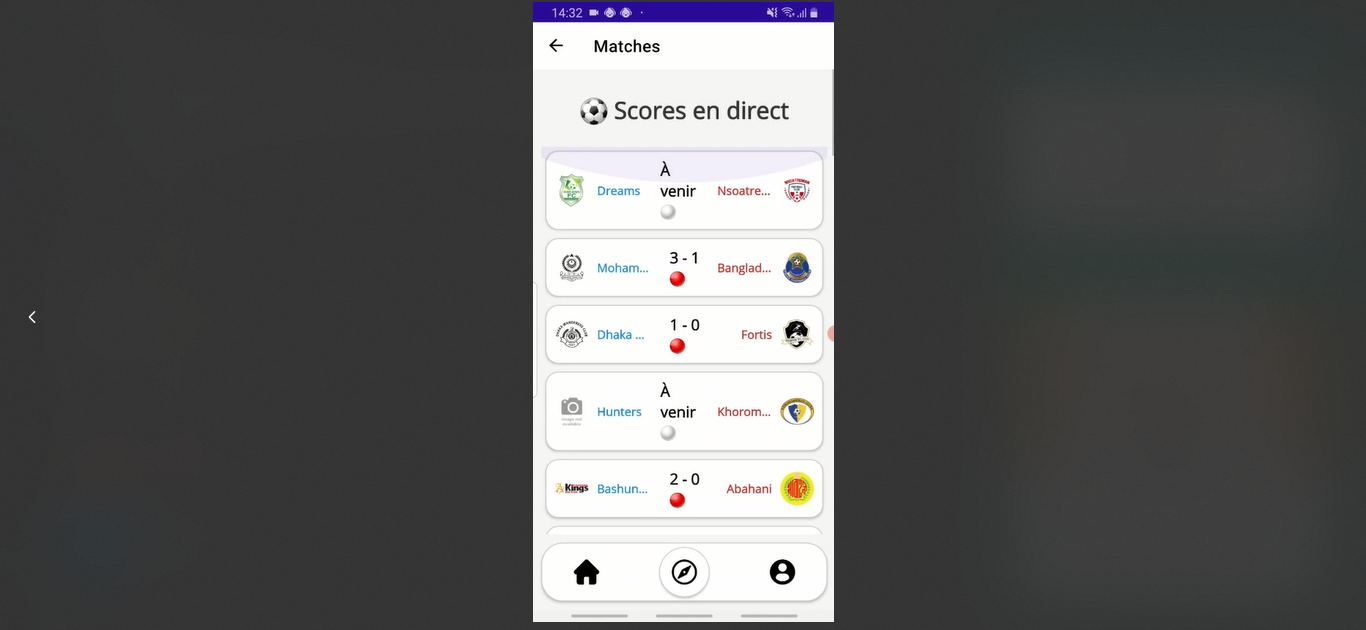 14:32
Matches
Scores en direct
Dreams
À
venir
Nsoatre...
Moham...
3 - 1
Banglad...
Dhaka ...
1 - 0
Fortis
Hunters
À
venir
Khorom...
Kings
Bashun...
2 - 0
Abahani